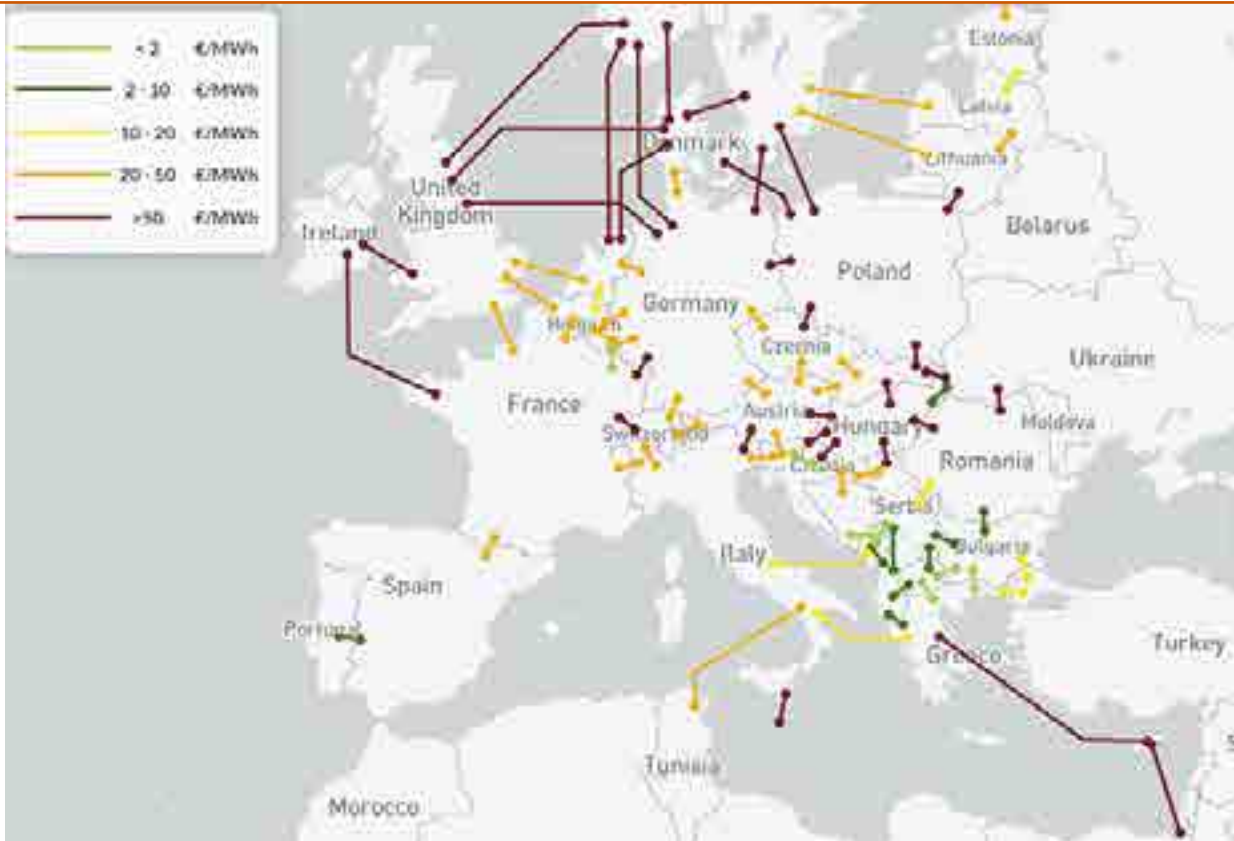 < 2 €/MWh
2 - 10 €/MWh
10 - 20 €/MWh
20 - 50 €/MWh
>50 €/MWh
Estonia
Latvia
Lithuania
Denmark
United
Kingdom
Ireland
Belarus
Poland
Germany
Czechia
Ukraine
France
Austria
Hungary
Moldova
Switzerland
Croatia
Romania
Serbia
Bulgaria
Italy
Spain
Portugal
Greece
Turkey
Tunisia
Morocco
S